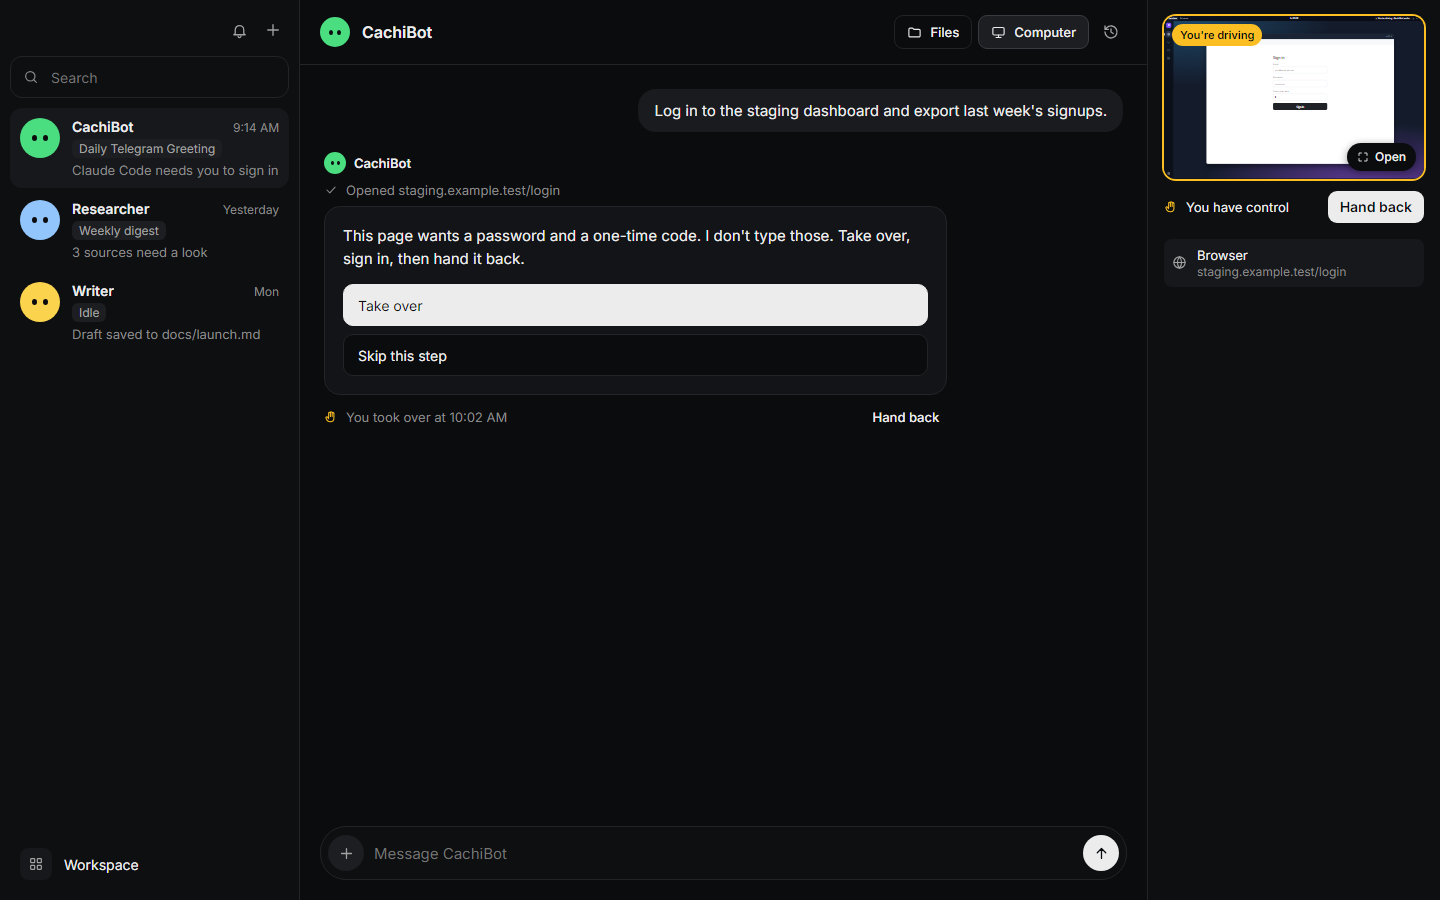 Search
CachiBot
9:14 AM
Daily Telegram Greeting
Claude Code needs you to sign in
Researcher
Yesterday
Weekly digest
3 sources need a look
Writer
Mon
Idle
Draft saved to docs/launch.md
Workspace
CachiBot
Files
Computer
Log in to the staging dashboard and export last week's signups.
CachiBot
Opened staging.example.test/login
This page wants a password and a one-time code. I don't type those. Take over,
sign in, then hand it back.
Take over
Skip this step
You took over at 10:02 AM
Hand back
Message CachiBot
You're driving
Sign in
Open
You have control
Hand back
Browser
staging.example.test/login